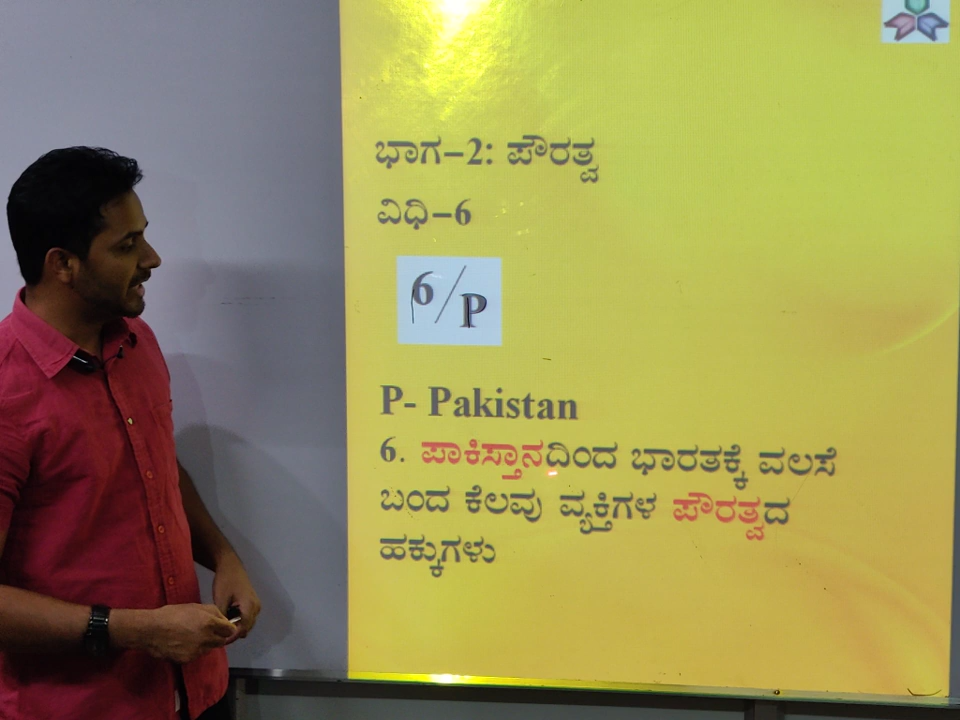 ಭಾಗ–2: ಪೌರತ್ವ
ವಿಧಿ–6
6/P
P- Pakistan
6. ಪಾಕಿಸ್ತಾನದಿಂದ ಭಾರತಕ್ಕೆ ವಲಸೆ
ಬಂದ ಕೆಲವು ವ್ಯಕ್ತಿಗಳ ಪೌರತ್ವದ
ಹಕ್ಕುಗಳು